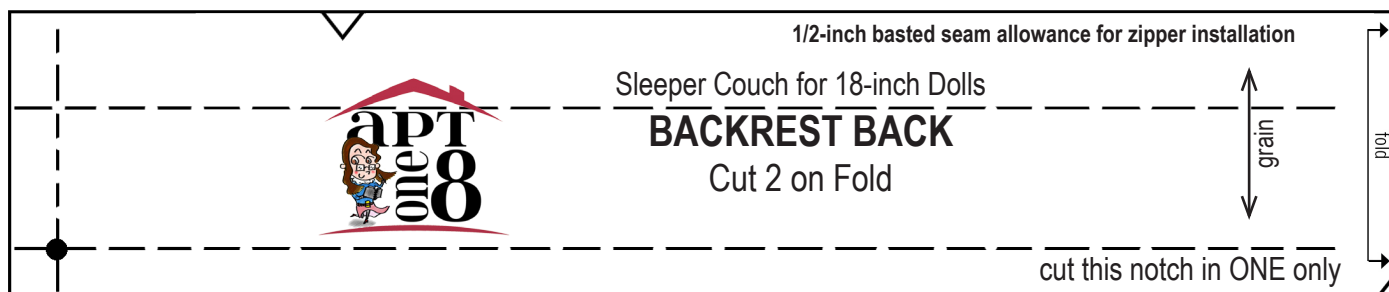 1/2-inch basted seam allowance for zipper installation
Sleeper Couch for 18-inch Dolls
BACKREST BACK
Cut 2 on Fold
aPT
one
8
grain
fold
cut this notch in ONE only